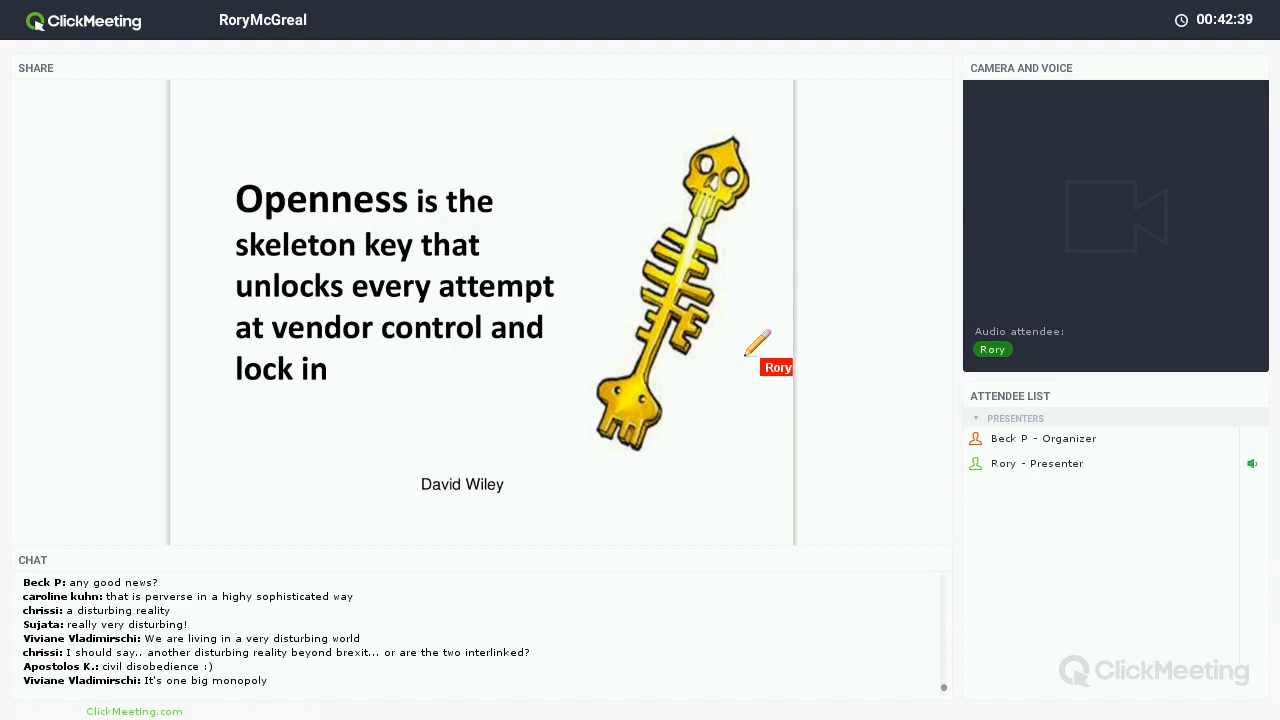 ClickMeeting
RoryMcGreal
00:42:39
SHARE
Openness is the
skeleton key that
unlocks every attempt
at vendor control and
lock in
Rory
David Wiley
CAMERA AND VOICE
Audio attendee:
Rory
ATTENDEE LIST
PRESENTERS
Beck P - Organizer
Rory - Presenter
CHAT
Beck P: any good news?
caroline kuhn: that is perverse in a highy sophisticated way
chrissi: a disturbing reality
Sujata: really very disturbing!
Viviane Vladimirschi: We are living in a very disturbing world
chrissi: I should say.. another disturbing reality beyond brexit... or are the two interlinked?
Apostolos K.: civil disobedience :)
Viviane Vladimirschi: It's one big monopoly
ClickMeeting
ClickMeeting.com